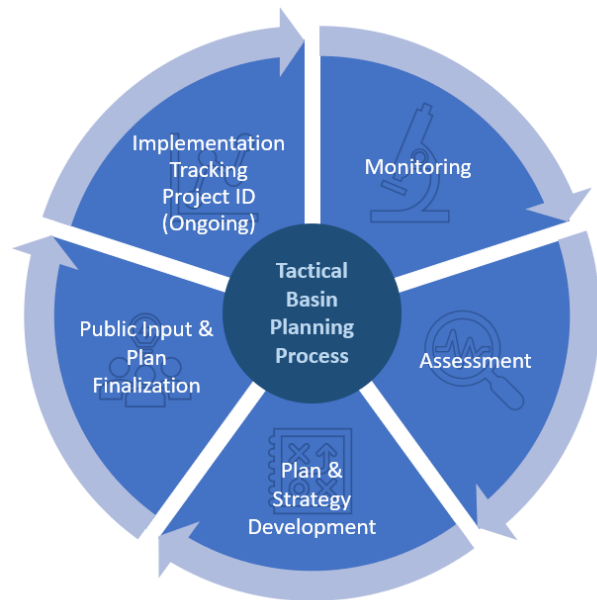 Implementation
Tracking
Project ID
(Ongoing)
Monitoring
Tactical
Basin
Planning
Process
Public Input &
Plan
Finalization
Assessment
Plan &
Strategy
Development